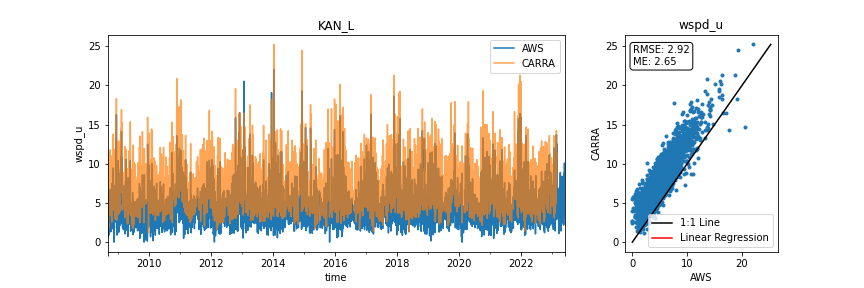 KAN_L
wspd_u
25
20
15
10
5
0
2010
2012
2014
2016
2018
2020
2022
time
AWS
CARRA
wspd_u
RMSE: 2.92
ME: 2.65
CARRA
25
20
15
10
5
0
0
10
20
AWS
1:1 Line
Linear Regression